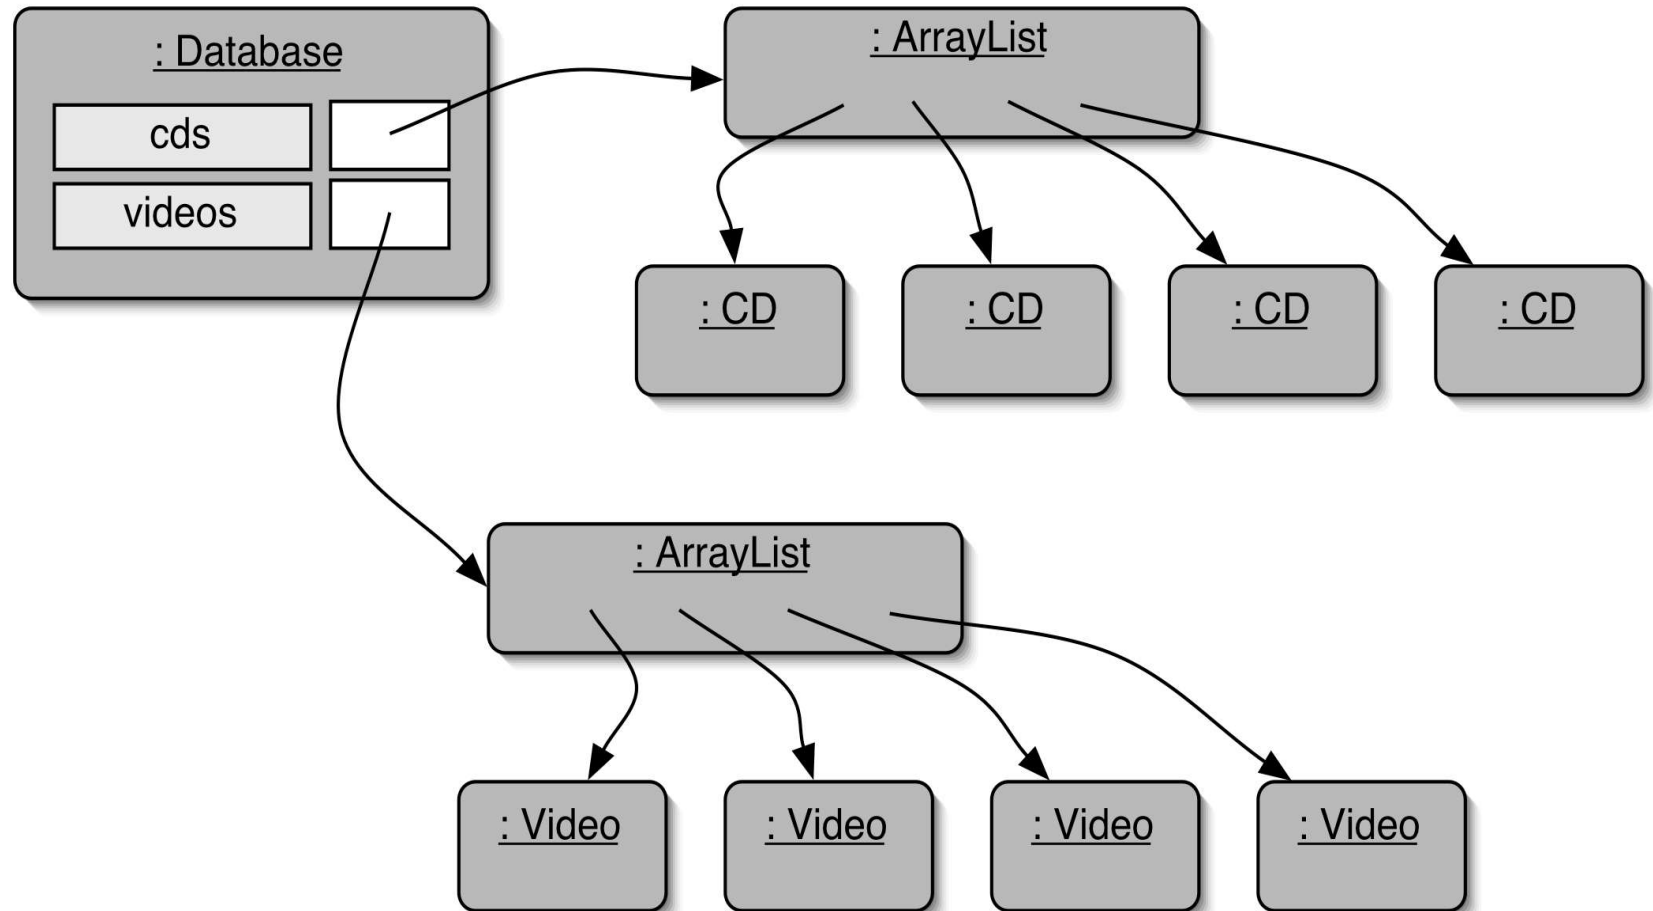 : Database
cds
videos
: ArrayList
: CD
: CD
: CD
: CD
: ArrayList
: Video
: Video
: Video
: Video